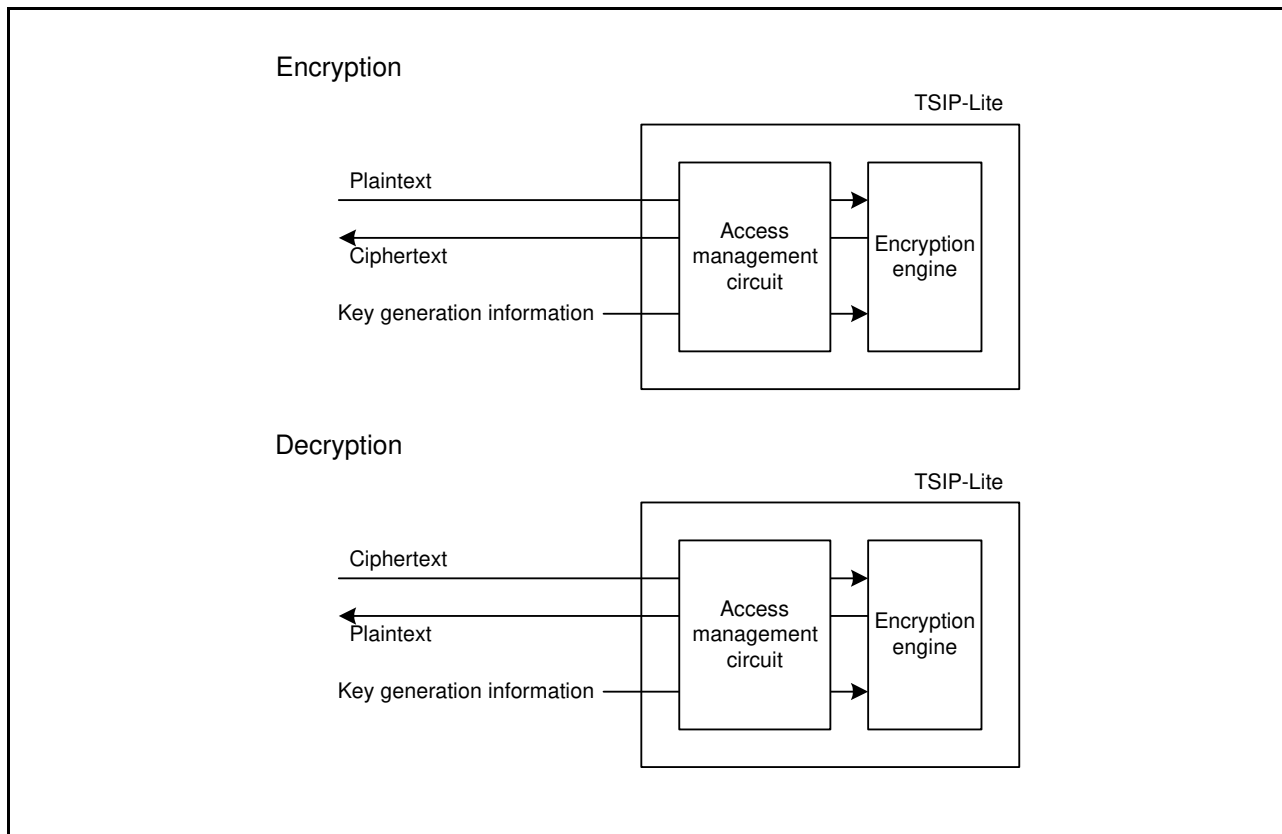 Encryption
TSIP-Lite
Plaintext
Ciphertext
Key generation information
Access
management
circuit
Encryption
engine
Decryption
TSIP-Lite
Ciphertext
Plaintext
Key generation information
Access
management
circuit
Encryption
engine